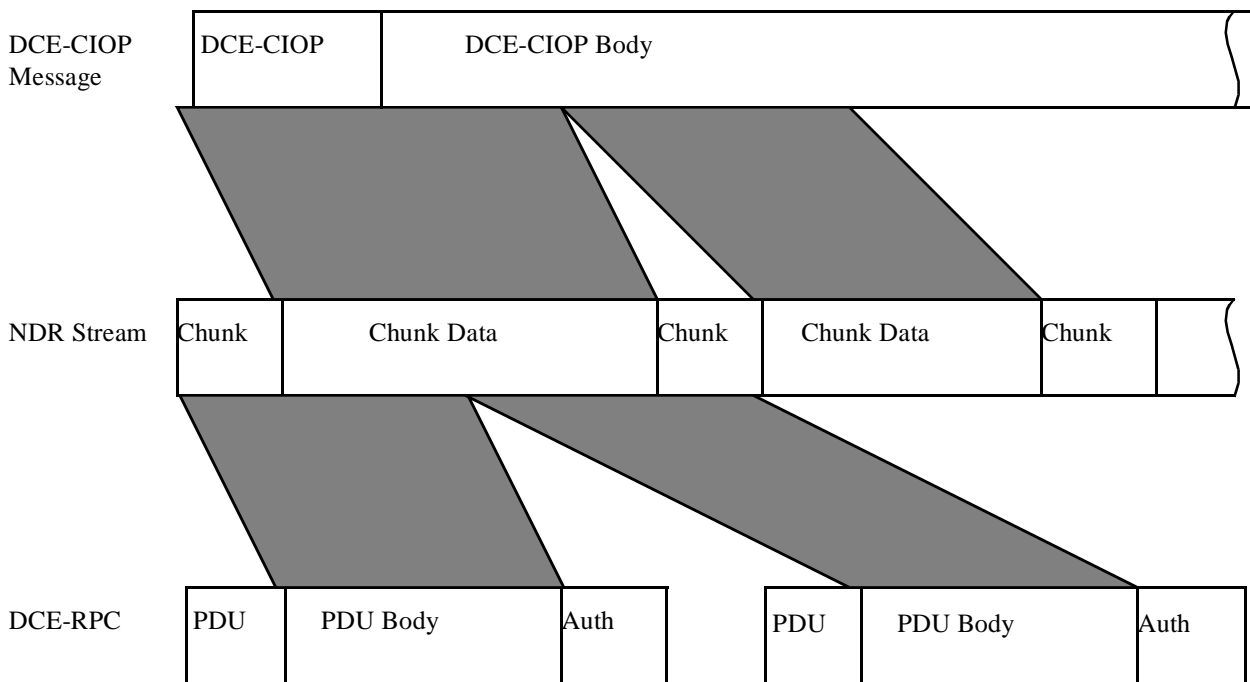 DCE-CIOP
Message
DCE-CIOP
DCE-CIOP Body
NDR Stream
Chunk
Chunk Data
Chunk
Chunk Data
Chunk
DCE-RPC
PDU
PDU Body
Auth
PDU
PDU Body
Auth